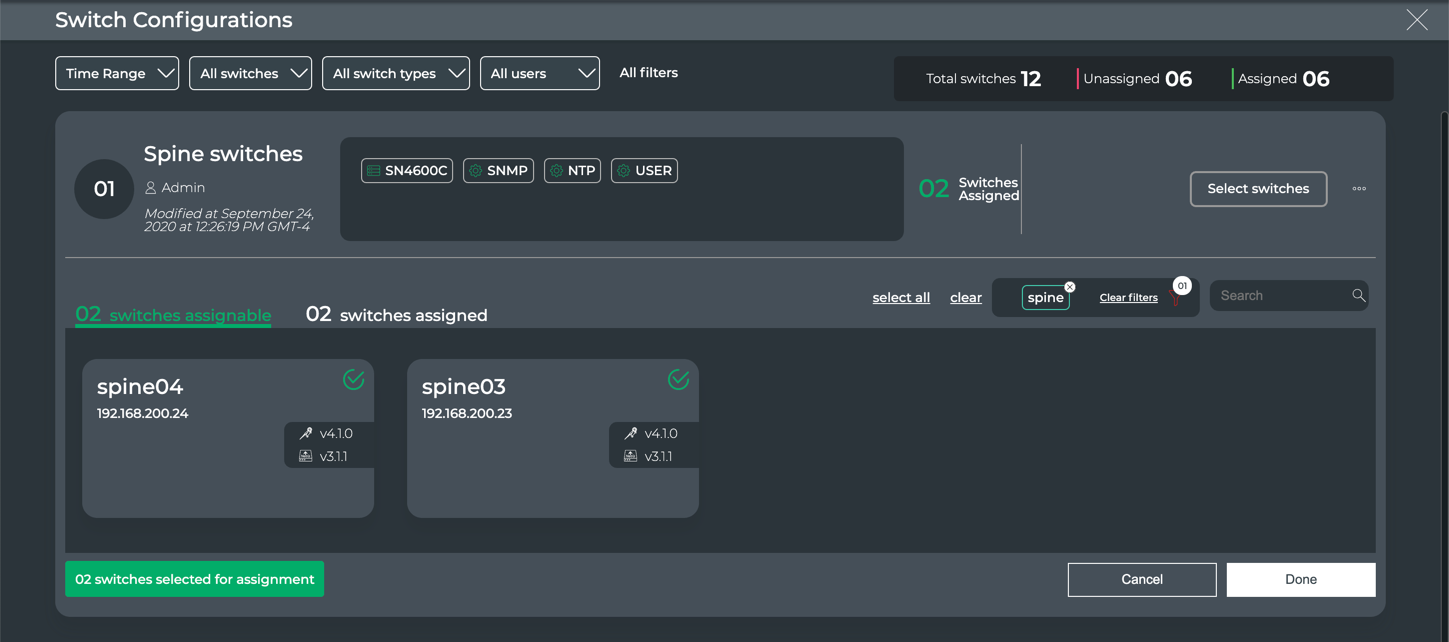 Switch Configurations
Time Range
All switches
All switch types
All users
All filters
Total switches 12
Unassigned 06
Assigned 06
01
Spine switches
Admin
Modified at September 24,
2020 at 12:26:19 PM GMT-4
SN4600C
SNMP
NTP
USER
02 Switches
Assigned
Select switches
02 switches assignable
02 switches assigned
select all
clear
spine
Clear filters
01
Search
spine04
192.168.200.24
v4.1.0
v3.1.1
spine03
192.168.200.23
v4.1.0
v3.1.1
02 switches selected for assignment
Cancel
Done